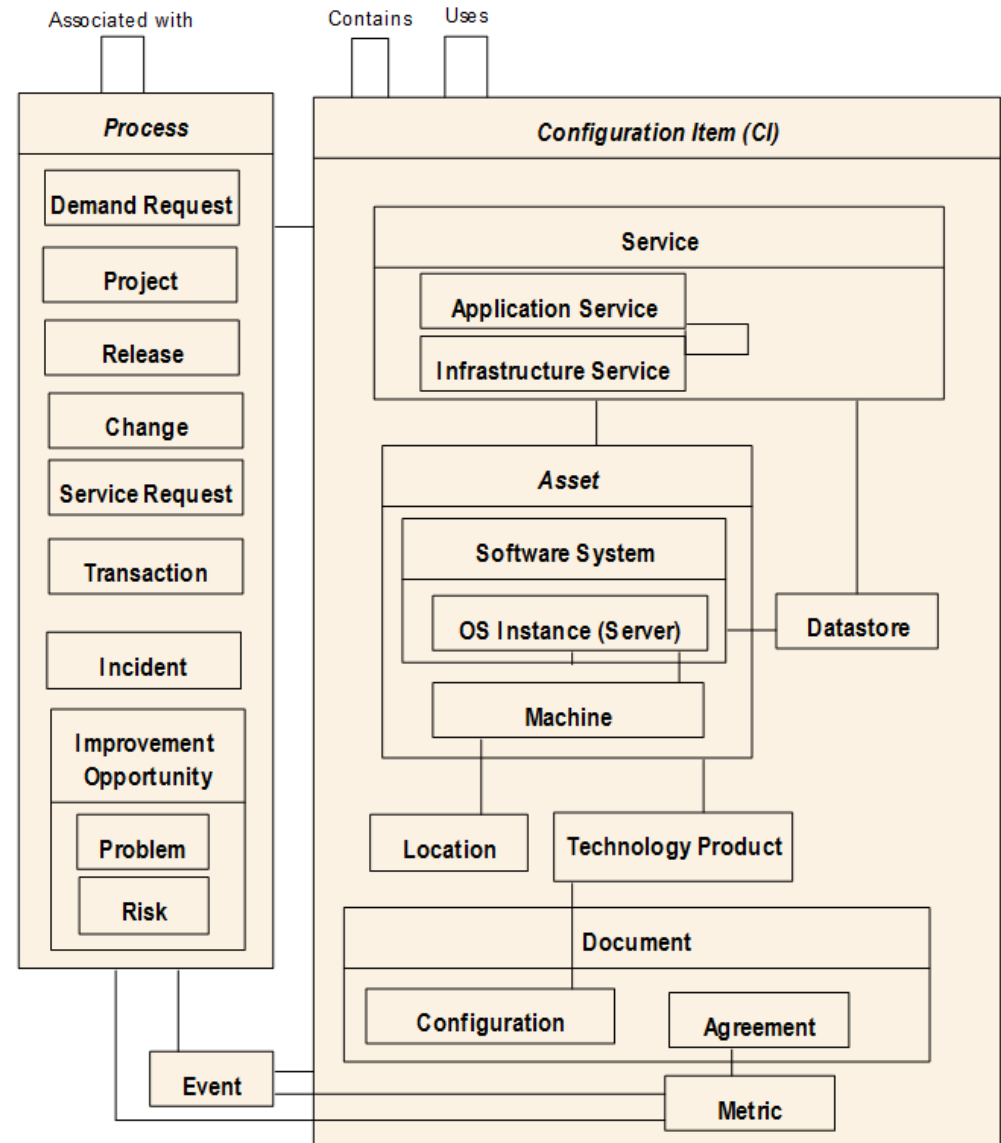 Associated with
Contains
Uses
Process
Demand Request
Project
Release
Change
Service Request
Transaction
Incident
Improvement
Opportunity
Problem
Risk
Configuration Item (CI)
Service
Application Service
Infrastructure Service
Asset
Software System
OS Instance (Server)
Datastore
Machine
Location
Technology Product
Document
Configuration
Agreement
Event
Metric